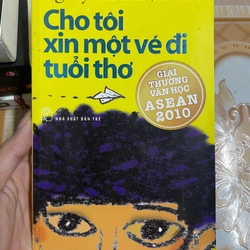 Cho tôi
xin một vé đi
tuổi thơ
GIẢI
THƯỞNG
VĂN HỌC
ASEAN
2010
NHÀ XUẤT BẢN TRẺ